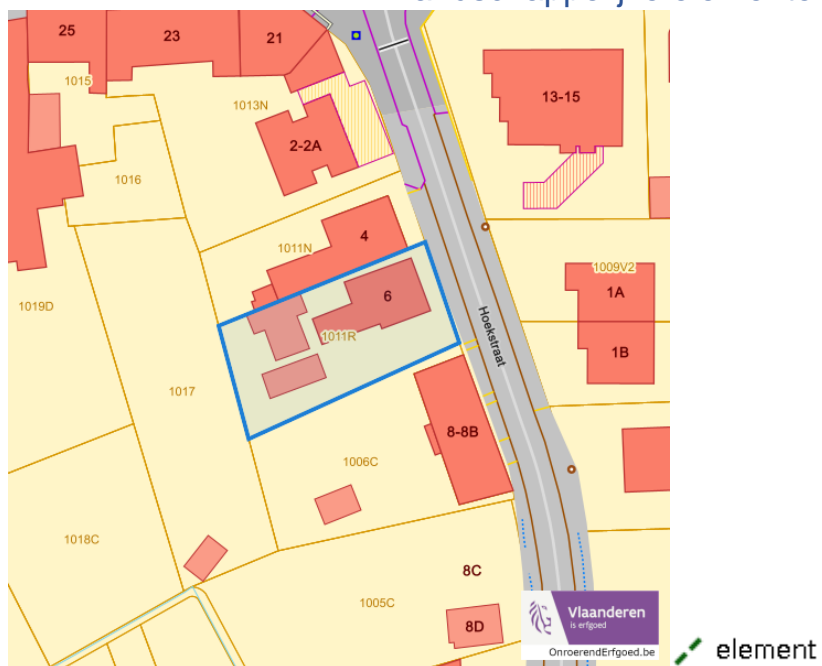 25
23
21
1015
1013N
13-15
2-2A
1016
4
1011N
1009V2
6
1A
1019D
Hoekstraat
1011R
1B
1017
8-8B
1006C
1018C
8C
1005C
8D
Vlaanderen
is erfgoed
OnroerendErfgoed.be
element